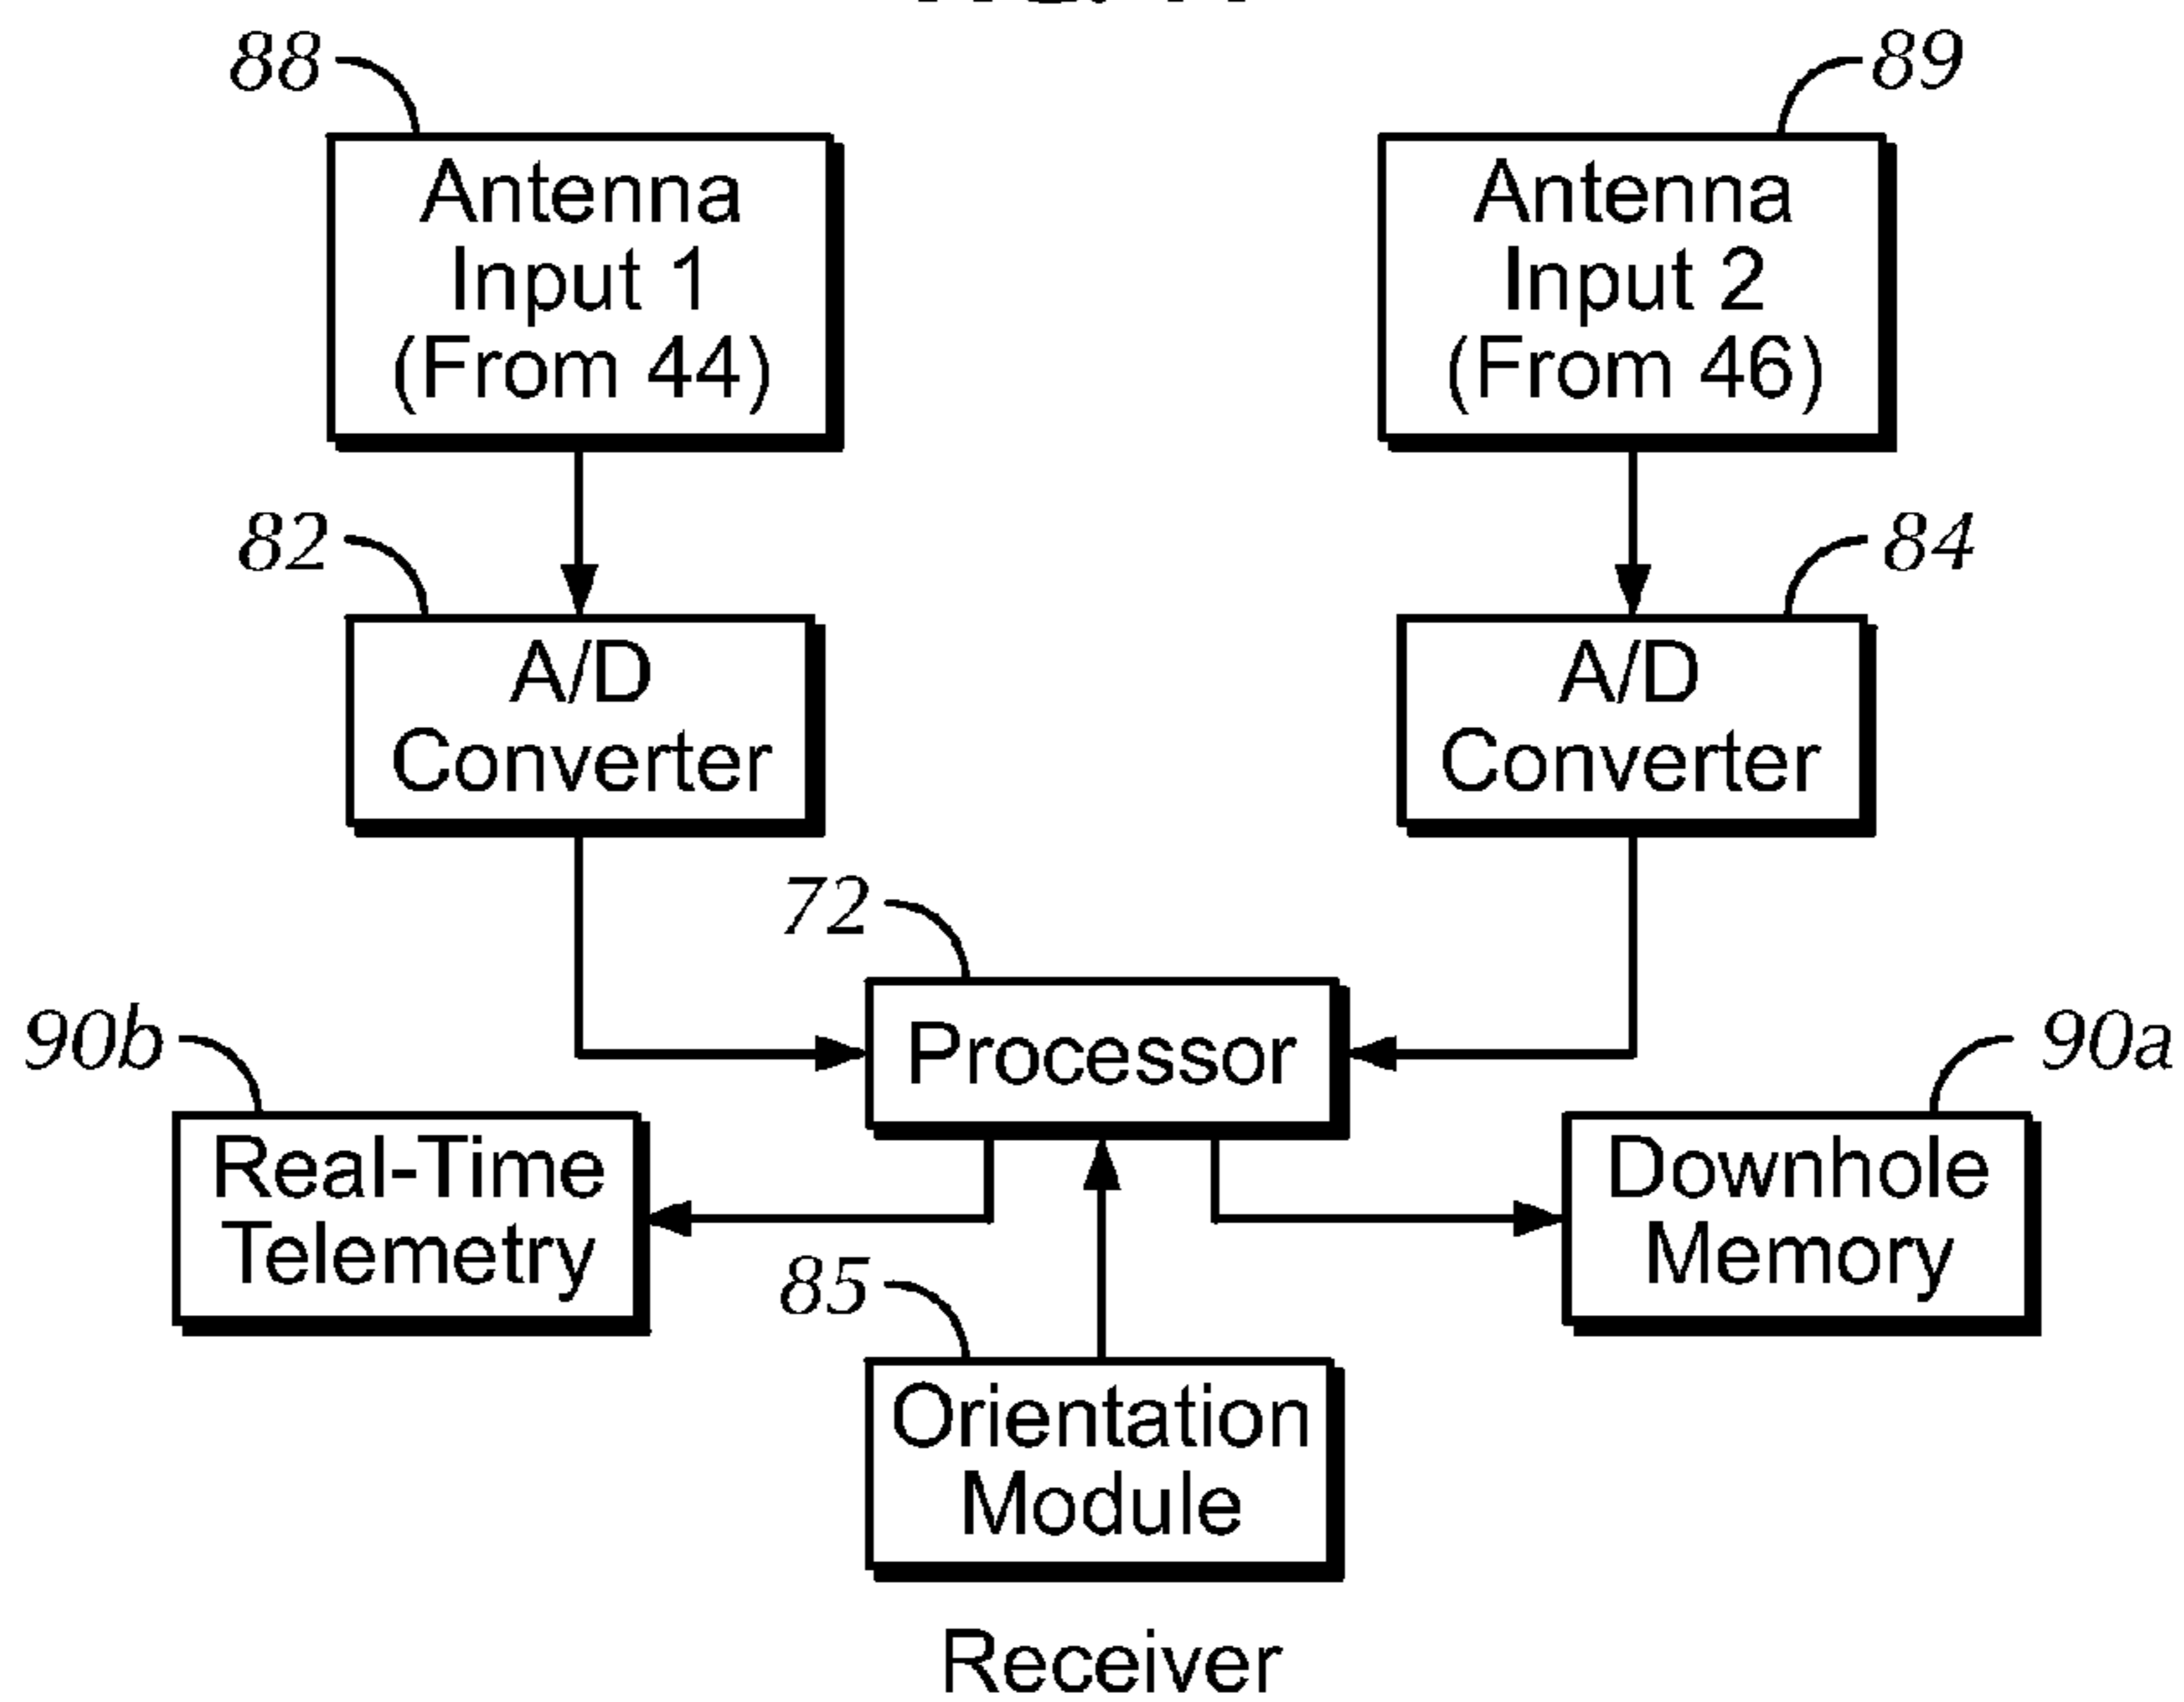 88
89
Antenna
Input 1
(From 44)
Antenna
Input 2
(From 46)
82
84
A/D
Converter
A/D
Converter
72
Processor
90b
90a
Real-Time
Telemetry
Downhole
Memory
85
Orientation
Module
Receiver